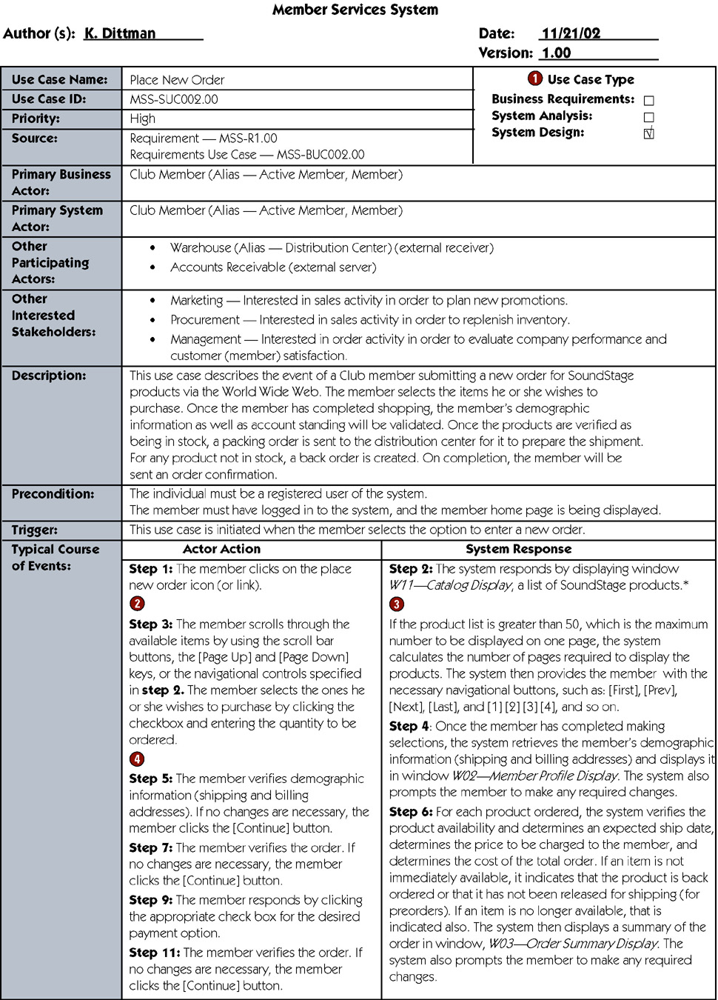 Member Services System
Author (s): K. Dittman
Date: 11/21/02
Version: 1.00
Use Case Name: Place New Order
Use Case ID: MSS-SUC002.00
Priority: High
Source: Requirement — MSS-R1.00
Requirements Use Case — MSS-BUC002.00
1 Use Case Type
Business Requirements: ☐
System Analysis: ☐
System Design: ☑
Primary Business
Actor:
Club Member (Alias — Active Member, Member)
Primary System
Actor:
Club Member (Alias — Active Member, Member)
Other
Participating
Actors:
• Warehouse (Alias — Distribution Center) (external receiver)
• Accounts Receivable (external server)
Other
Interested
Stakeholders:
• Marketing — Interested in sales activity in order to plan new promotions.
• Procurement — Interested in sales activity in order to replenish inventory.
• Management — Interested in order activity in order to evaluate company performance and
customer (member) satisfaction.
Description:
This use case describes the event of a Club member submitting a new order for SoundStage
products via the World Wide Web. The member selects the items he or she wishes to
purchase. Once the member has completed shopping, the member's demographic
information as well as account standing will be validated. Once the products are verified as
being in stock, a packing order is sent to the distribution center for it to prepare the shipment.
For any product not in stock, a back order is created. On completion, the member will be
sent an order confirmation.
Precondition:
The individual must be a registered user of the system.
The member must have logged in to the system, and the member home page is being displayed.
Trigger:
This use case is initiated when the member selects the option to enter a new order.
Typical Course
of Events:
Actor Action
Step 1: The member clicks on the place
new order icon (or link).
2
Step 3: The member scrolls through the
available items by using the scroll bar
buttons, the [Page Up] and [Page Down]
keys, or the navigational controls specified
in step 2. The member selects the ones he
or she wishes to purchase by clicking the
checkbox and entering the quantity to be
ordered.
4
Step 5: The member verifies demographic
information (shipping and billing
addresses). If no changes are necessary, the
member clicks the [Continue] button.
Step 7: The member verifies the order. If
no changes are necessary, the member
clicks the [Continue] button.
Step 9: The member responds by clicking
the appropriate check box for the desired
payment option.
Step 11: The member verifies the order. If
no changes are necessary, the member
clicks the [Continue] button.
System Response
Step 2: The system responds by displaying window
W11—Catalog Display, a list of SoundStage products.*
3
If the product list is greater than 50, which is the maximum
number to be displayed on one page, the system
calculates the number of pages required to display the
products. The system then provides the member with the
necessary navigational buttons, such as: [First], [Prev],
[Next], [Last], and [1] [2] [3] [4], and so on.
Step 4: Once the member has completed making
selections, the system retrieves the member's demographic
information (shipping and billing addresses) and displays it
in window W02—Member Profile Display. The system also
prompts the member to make any required changes.
Step 6: For each product ordered, the system verifies the
product availability and determines an expected ship date,
determines the price to be charged to the member, and
determines the cost of the total order. If an item is not
immediately available, it indicates that the product is back
ordered or that it has not been released for shipping (for
preorders). If an item is no longer available, that is
indicated also. The system then displays a summary of the
order in window, W03—Order Summary Display. The
system also prompts the member to make any required
changes.